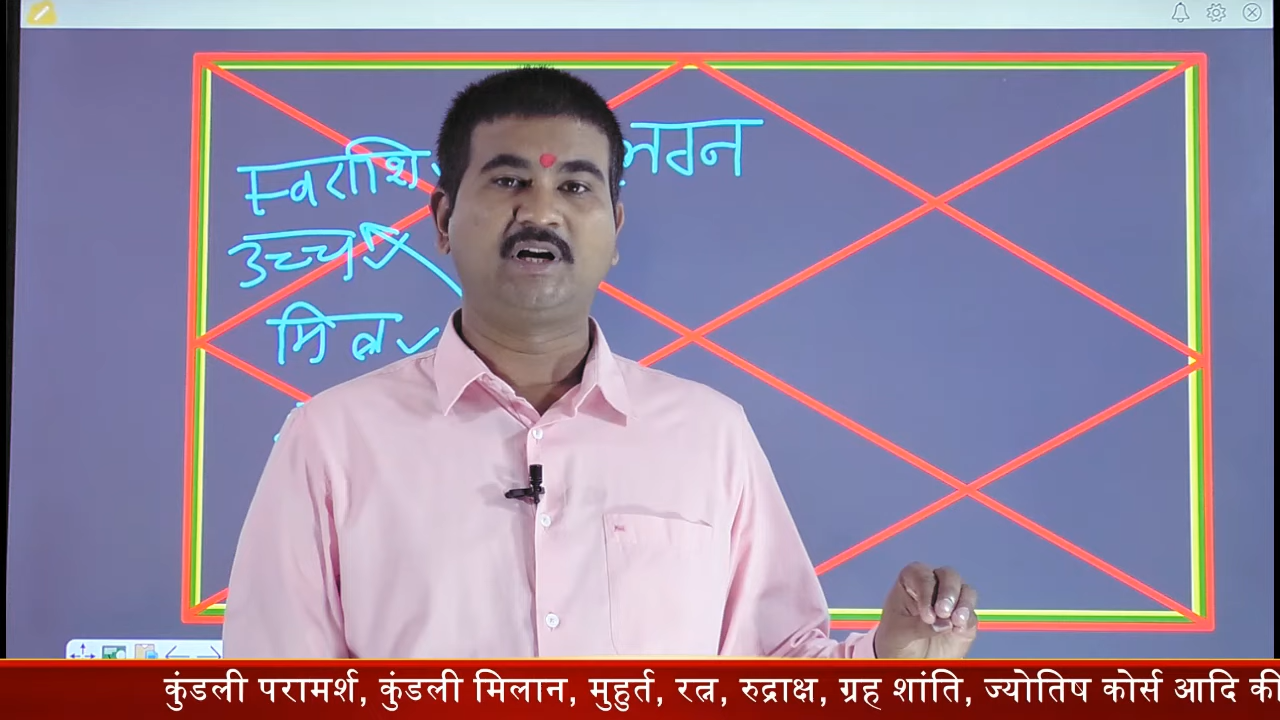 स्वराशि लग्न
उच्च
मित्र
कुंडली परामर्श, कुंडली मिलान, मुहुर्त, रत्न, रुद्राक्ष, ग्रह शांति, ज्योतिष कोर्स आदि की